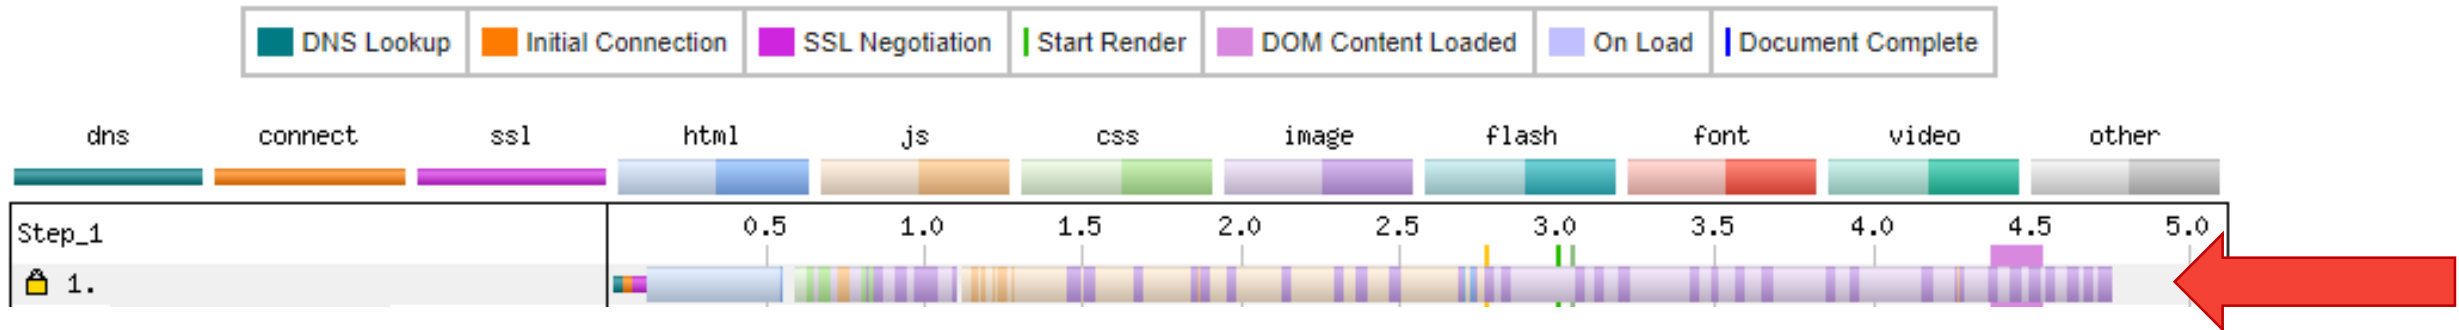 DNS Lookup Initial Connection SSL Negotiation Start Render DOM Content Loaded On Load Document Complete
dns connect ssl html js css image flash font video other
Step_1 0.5 1.0 1.5 2.0 2.5 3.0 3.5 4.0 4.5 5.0
1.